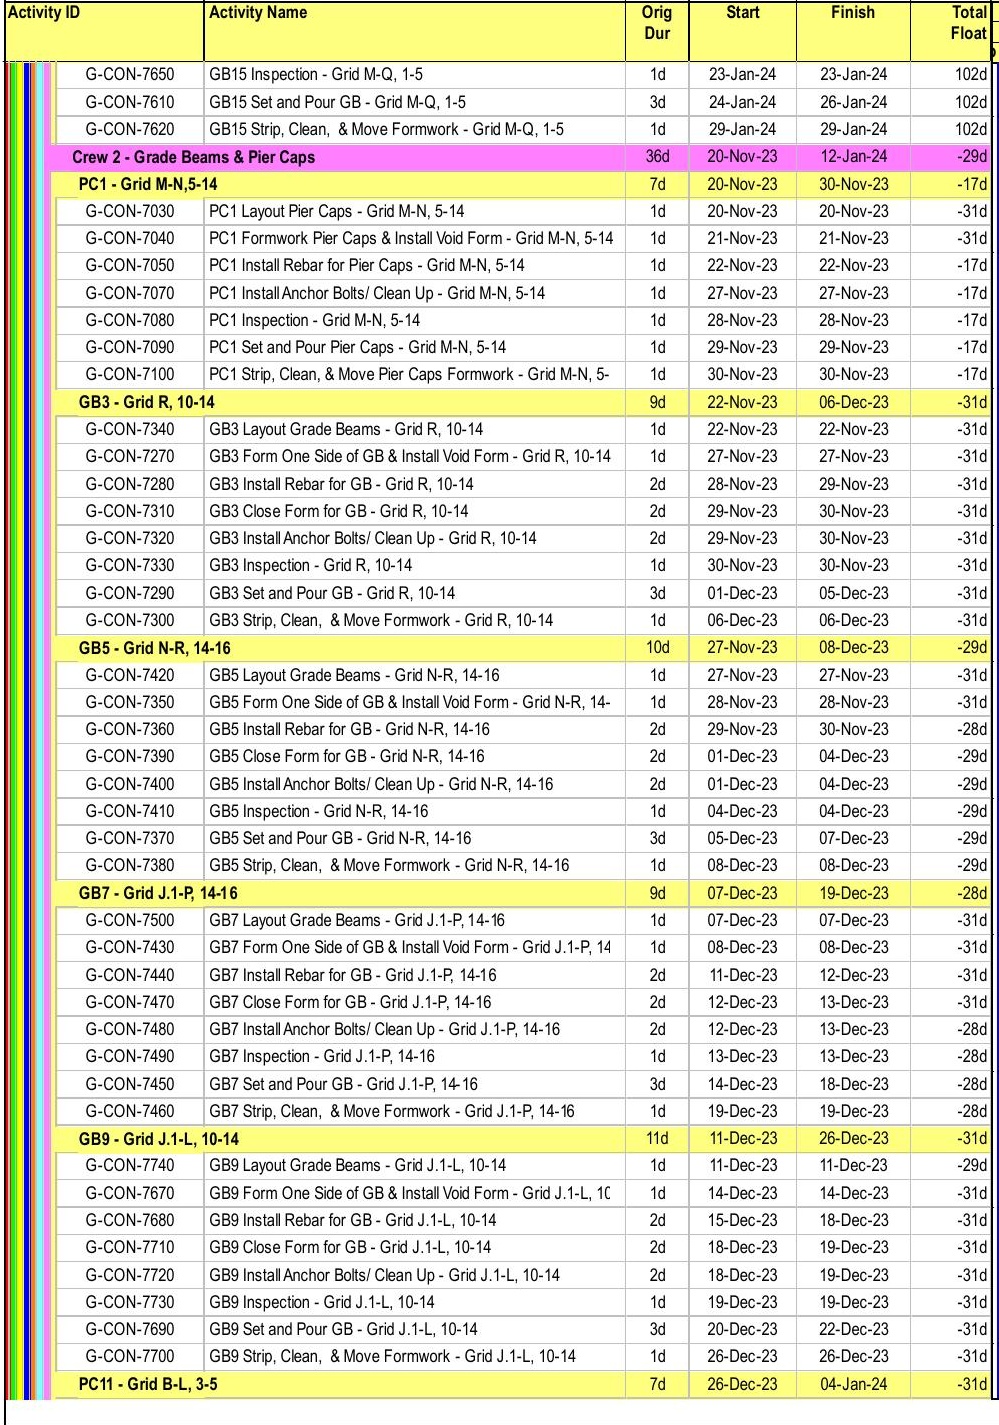 Activity ID Activity Name Orig Dur Start Finish Total Float
G-CON-7650 GB15 Inspection - Grid M-Q, 1-5 1d 23-Jan-24 23-Jan-24 102d
G-CON-7610 GB15 Set and Pour GB - Grid M-Q, 1-5 3d 24-Jan-24 26-Jan-24 102d
G-CON-7620 GB15 Strip, Clean, & Move Formwork - Grid M-Q, 1-5 1d 29-Jan-24 29-Jan-24 102d
Crew 2 - Grade Beams & Pier Caps 36d 20-Nov-23 12-Jan-24 -29d
PC1 - Grid M-N,5-14 7d 20-Nov-23 30-Nov-23 -17d
G-CON-7030 PC1 Layout Pier Caps - Grid M-N, 5-14 1d 20-Nov-23 20-Nov-23 -31d
G-CON-7040 PC1 Formwork Pier Caps & Install Void Form - Grid M-N, 5-14 1d 21-Nov-23 21-Nov-23 -31d
G-CON-7050 PC1 Install Rebar for Pier Caps - Grid M-N, 5-14 1d 22-Nov-23 22-Nov-23 -17d
G-CON-7070 PC1 Install Anchor Bolts/ Clean Up - Grid M-N, 5-14 1d 27-Nov-23 27-Nov-23 -17d
G-CON-7080 PC1 Inspection - Grid M-N, 5-14 1d 28-Nov-23 28-Nov-23 -17d
G-CON-7090 PC1 Set and Pour Pier Caps - Grid M-N, 5-14 1d 29-Nov-23 29-Nov-23 -17d
G-CON-7100 PC1 Strip, Clean, & Move Pier Caps Formwork - Grid M-N, 5- 1d 30-Nov-23 30-Nov-23 -17d
GB3 - Grid R, 10-14 9d 22-Nov-23 06-Dec-23 -31d
G-CON-7340 GB3 Layout Grade Beams - Grid R, 10-14 1d 22-Nov-23 22-Nov-23 -31d
G-CON-7270 GB3 Form One Side of GB & Install Void Form - Grid R, 10-14 1d 27-Nov-23 27-Nov-23 -31d
G-CON-7280 GB3 Install Rebar for GB - Grid R, 10-14 2d 28-Nov-23 29-Nov-23 -31d
G-CON-7310 GB3 Close Form for GB - Grid R, 10-14 2d 29-Nov-23 30-Nov-23 -31d
G-CON-7320 GB3 Install Anchor Bolts/ Clean Up - Grid R, 10-14 2d 29-Nov-23 30-Nov-23 -31d
G-CON-7330 GB3 Inspection - Grid R, 10-14 1d 30-Nov-23 30-Nov-23 -31d
G-CON-7290 GB3 Set and Pour GB - Grid R, 10-14 3d 01-Dec-23 05-Dec-23 -31d
G-CON-7300 GB3 Strip, Clean, & Move Formwork - Grid R, 10-14 1d 06-Dec-23 06-Dec-23 -31d
GB5 - Grid N-R, 14-16 10d 27-Nov-23 08-Dec-23 -29d
G-CON-7420 GB5 Layout Grade Beams - Grid N-R, 14-16 1d 27-Nov-23 27-Nov-23 -31d
G-CON-7350 GB5 Form One Side of GB & Install Void Form - Grid N-R, 14- 1d 28-Nov-23 28-Nov-23 -31d
G-CON-7360 GB5 Install Rebar for GB - Grid N-R, 14-16 2d 29-Nov-23 30-Nov-23 -28d
G-CON-7390 GB5 Close Form for GB - Grid N-R, 14-16 2d 01-Dec-23 04-Dec-23 -29d
G-CON-7400 GB5 Install Anchor Bolts/ Clean Up - Grid N-R, 14-16 2d 01-Dec-23 04-Dec-23 -29d
G-CON-7410 GB5 Inspection - Grid N-R, 14-16 1d 04-Dec-23 04-Dec-23 -29d
G-CON-7370 GB5 Set and Pour GB - Grid N-R, 14-16 3d 05-Dec-23 07-Dec-23 -29d
G-CON-7380 GB5 Strip, Clean, & Move Formwork - Grid N-R, 14-16 1d 08-Dec-23 08-Dec-23 -29d
GB7 - Grid J.1-P, 14-16 9d 07-Dec-23 19-Dec-23 -28d
G-CON-7500 GB7 Layout Grade Beams - Grid J.1-P, 14-16 1d 07-Dec-23 07-Dec-23 -31d
G-CON-7430 GB7 Form One Side of GB & Install Void Form - Grid J.1-P, 14 1d 08-Dec-23 08-Dec-23 -31d
G-CON-7440 GB7 Install Rebar for GB - Grid J.1-P, 14-16 2d 11-Dec-23 12-Dec-23 -31d
G-CON-7470 GB7 Close Form for GB - Grid J.1-P, 14-16 2d 12-Dec-23 13-Dec-23 -31d
G-CON-7480 GB7 Install Anchor Bolts/ Clean Up - Grid J.1-P, 14-16 2d 12-Dec-23 13-Dec-23 -28d
G-CON-7490 GB7 Inspection - Grid J.1-P, 14-16 1d 13-Dec-23 13-Dec-23 -28d
G-CON-7450 GB7 Set and Pour GB - Grid J.1-P, 14-16 3d 14-Dec-23 18-Dec-23 -28d
G-CON-7460 GB7 Strip, Clean, & Move Formwork - Grid J.1-P, 14-16 1d 19-Dec-23 19-Dec-23 -28d
GB9 - Grid J.1-L, 10-14 11d 11-Dec-23 26-Dec-23 -31d
G-CON-7740 GB9 Layout Grade Beams - Grid J.1-L, 10-14 1d 11-Dec-23 11-Dec-23 -29d
G-CON-7670 GB9 Form One Side of GB & Install Void Form - Grid J.1-L, 10 1d 14-Dec-23 14-Dec-23 -31d
G-CON-7680 GB9 Install Rebar for GB - Grid J.1-L, 10-14 2d 15-Dec-23 18-Dec-23 -31d
G-CON-7710 GB9 Close Form for GB - Grid J.1-L, 10-14 2d 18-Dec-23 19-Dec-23 -31d
G-CON-7720 GB9 Install Anchor Bolts/ Clean Up - Grid J.1-L, 10-14 2d 18-Dec-23 19-Dec-23 -31d
G-CON-7730 GB9 Inspection - Grid J.1-L, 10-14 1d 19-Dec-23 19-Dec-23 -31d
G-CON-7690 GB9 Set and Pour GB - Grid J.1-L, 10-14 3d 20-Dec-23 22-Dec-23 -31d
G-CON-7700 GB9 Strip, Clean, & Move Formwork - Grid J.1-L, 10-14 1d 26-Dec-23 26-Dec-23 -31d
PC11 - Grid B-L, 3-5 7d 26-Dec-23 04-Jan-24 -31d